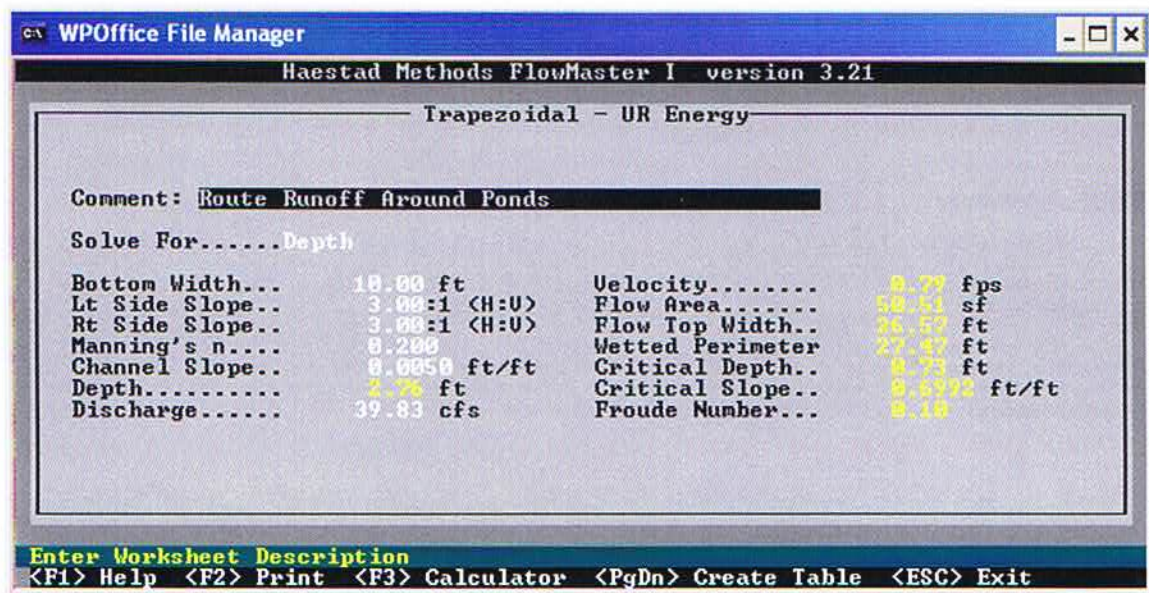 WPOffice File Manager
Haestad Methods FlowMaster I version 3.21
Trapezoidal - UR Energy
Comment: Route Runoff Around Ponds
Solve For......Depth
Bottom Width... 10.00 ft Velocity........ 0.79 fps
Lt Side Slope.. 3.00:1 (H:V) Flow Area....... 50.51 sf
Rt Side Slope.. 3.00:1 (H:V) Flow Top Width.. 26.57 ft
Manning's n.... 0.200 Wetted Perimeter 27.47 ft
Channel Slope.. 0.0050 ft/ft Critical Depth.. 0.73 ft
Depth.......... 2.76 ft Critical Slope.. 0.6992 ft/ft
Discharge...... 39.83 cfs Froude Number... 0.10
Enter Worksheet Description
<F1> Help <F2> Print <F3> Calculator <PgDn> Create Table <ESC> Exit